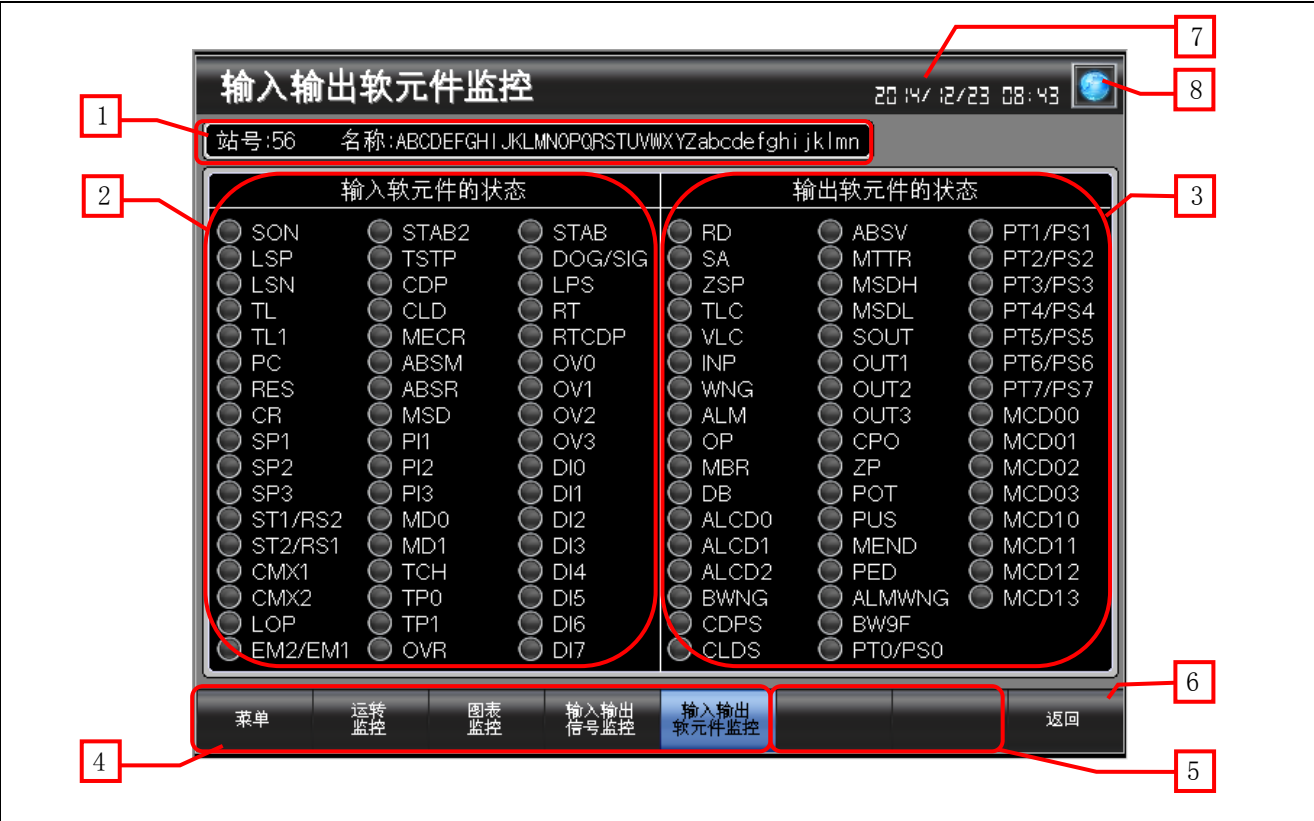 7
输入输出软元件监控
2014/12/23 08:43
8
1
站号:56 名称:ABCDEFGHIJKLMNOPQRSTUVWXYZabcdefghijklmn
2
输入软元件的状态 输出软元件的状态
3
SON STAB2 STAB RD ABSV PT1/PS1
LSP TSTP DOG/SIG SA MTTR PT2/PS2
LSN CDP LPS ZSP MSDH PT3/PS3
TL CLD RT TLC MSDL PT4/PS4
TL1 MECR RTCDP VLC SOUT PT5/PS5
PC ABSM OV0 INP OUT1 PT6/PS6
RES ABSR OV1 WNG OUT2 PT7/PS7
CR MSD OV2 ALM OUT3 MCD00
SP1 PI1 OV3 OP CPO MCD01
SP2 PI2 DI0 MBR ZP MCD02
SP3 PI3 DI1 DB POT MCD03
ST1/RS2 MD0 DI2 ALCD0 PUS MCD10
ST2/RS1 MD1 DI3 ALCD1 MEND MCD11
CMX1 TCH DI4 ALCD2 PED MCD12
CMX2 TP0 DI5 BWNG ALMWNG MCD13
LOP TP1 DI6 CDPS BW9F
EM2/EM1 OVR DI7 CLDS PT0/PS0
6
菜单
运转
监控
图表
监控
输入输出
信号监控
输入输出
软元件监控
返回
4
5